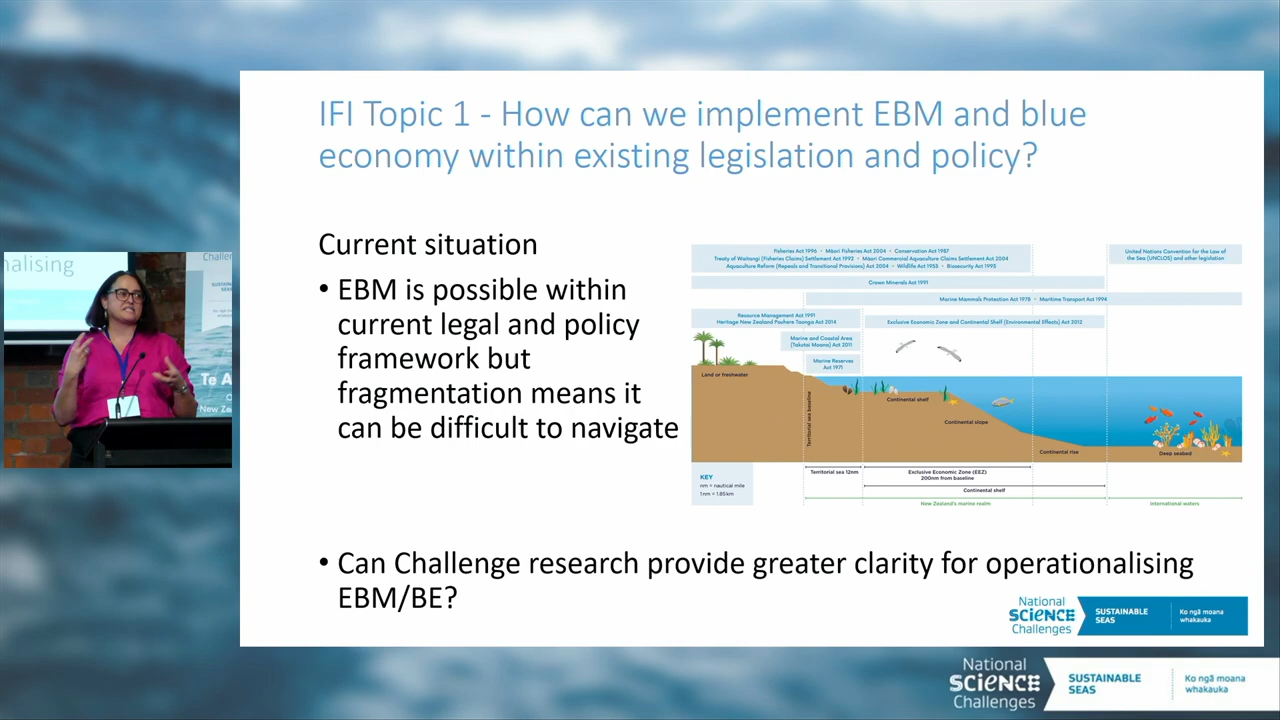 IFI Topic 1 - How can we implement EBM and blue
economy within existing legislation and policy?
Current situation
• EBM is possible within
current legal and policy
framework but
fragmentation means it
can be difficult to navigate
Fisheries Act 1996 • Māori Fisheries Act 2004 • Conservation Act 1987
Treaty of Waitangi (Fisheries Claims) Settlement Act 1992 • Māori Commercial Aquaculture Claims Settlement Act 2004
Aquaculture Reform (Repeals and Transitional Provisions) Act 2004 • Wildlife Act 1953 • Biosecurity Act 1993
United Nations Convention for the Law of
the Sea (UNCLOS) and other legislation
Crown Minerals Act 1991
Marine Mammals Protection Act 1978 • Maritime Transport Act 1994
Resource Management Act 1991
Heritage New Zealand Pouhere Taonga Act 2014
Exclusive Economic Zone and Continental Shelf (Environmental Effects) Act 2012
Marine and Coastal Area
(Takutai Moana) Act 2011
Marine Reserves
Act 1971
Land or freshwater
Territorial sea baseline
Continental shelf
Continental slope
Continental rise
Deep seabed
KEY
nm = nautical mile
1 nm = 1.85km
Territorial sea 12nm
Exclusive Economic Zone (EEZ)
200nm from baseline
Continental shelf
New Zealand's marine realm
International waters
• Can Challenge research provide greater clarity for operationalising
EBM/BE?
National
SCIENCE
Challenges
SUSTAINABLE
SEAS
Ko ngā moana
whakauka
nalising
Challen
Te A
New Ze
National
SCIENCE
Challenges
SUSTAINABLE
SEAS
Ko ngā moana
whakauka